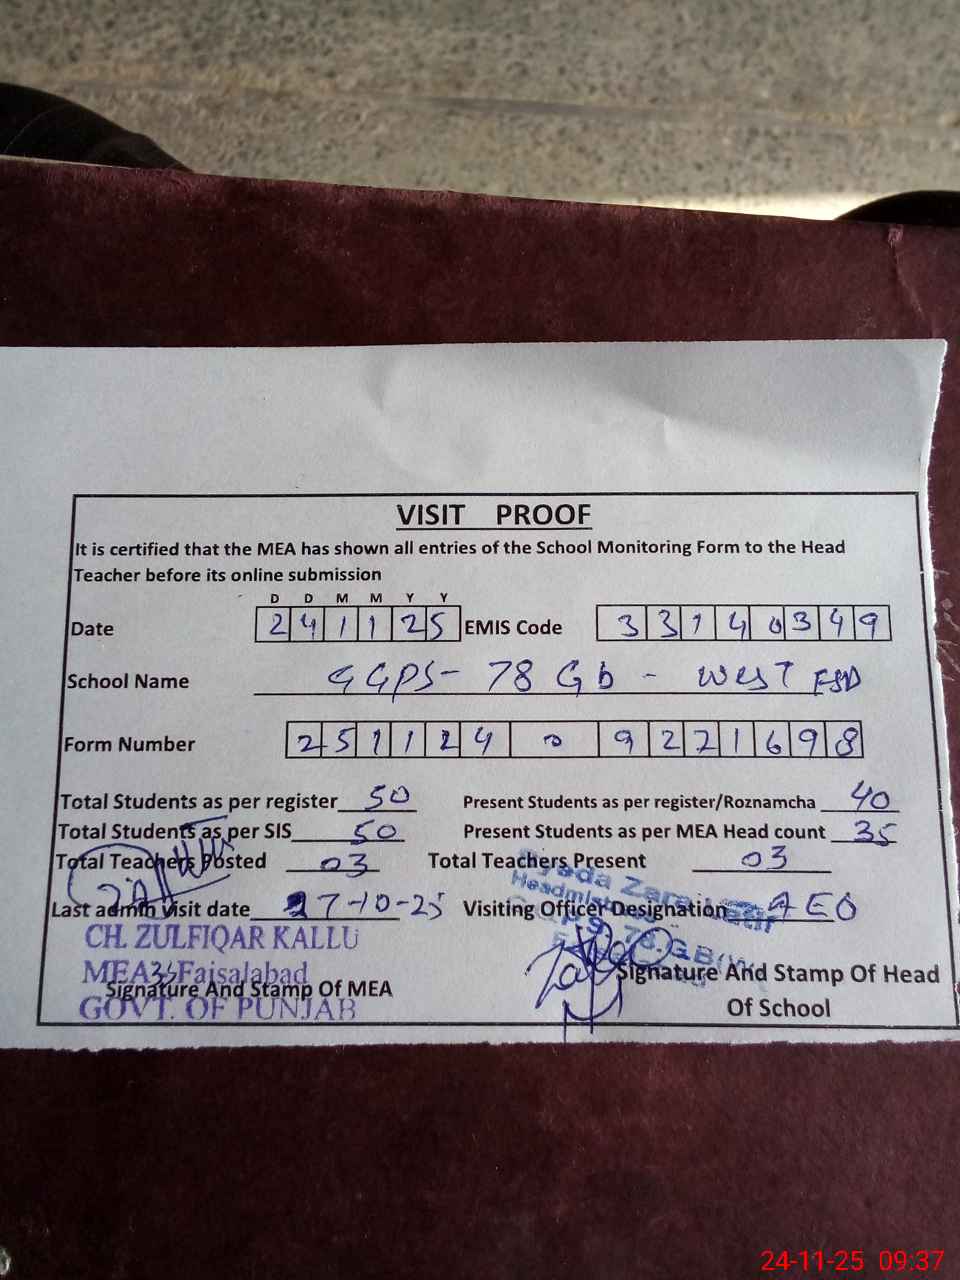 VISIT PROOF
It is certified that the MEA has shown all entries of the School Monitoring Form to the Head
Teacher before its online submission
D D M M Y Y
Date 2 4 1 1 2 5 EMIS Code 3 3 1 4 0 3 4 9
School Name GGPS- 78 Gb - West FSD
Form Number 2 5 1 1 2 4 0 9 2 2 1 6 9 8
Total Students as per register 50 Present Students as per register/Roznamcha 40
Total Students as per SIS 50 Present Students as per MEA Head count 35
Total Teachers Posted 03 Total Teachers Present 03
Last admin visit date 27-10-25 Visiting Officer Designation AEO
CH. ZULFIQAR KALLU
MEA 35 Faisalabad
GOVT. OF PUNJAB
Signature And Stamp Of MEA
Headmistress
78.GB(W)
Signature And Stamp Of Head
Of School
24-11-25 09:37